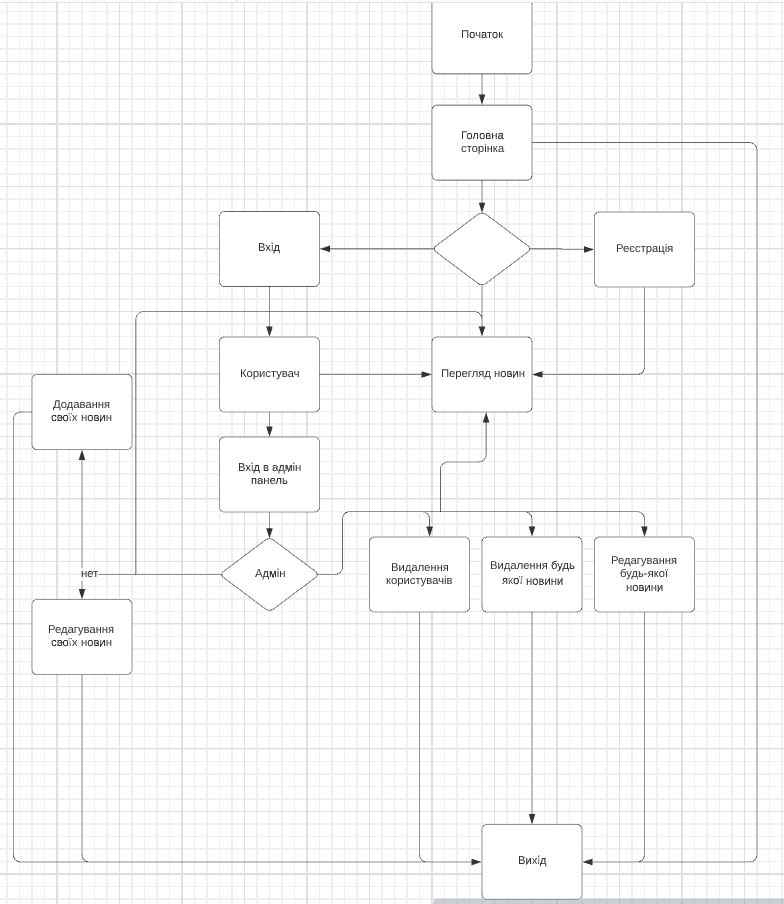 Початок
Головна
сторінка
Вхід
Реєстрація
Користувач
Перегляд новин
Додавання
своїх новин
Вхід в адмін
панель
нет
Адмін
Видалення
користувачів
Видалення будь
якої новини
Редагування
будь-якої
новини
Редагування
своїх новин
Вихід